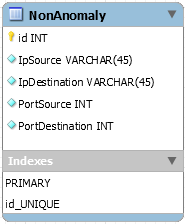 NonAnomaly
id INT
IpSource VARCHAR(45)
IpDestination VARCHAR(45)
PortSource INT
PortDestination INT
Indexes
PRIMARY
id_UNIQUE